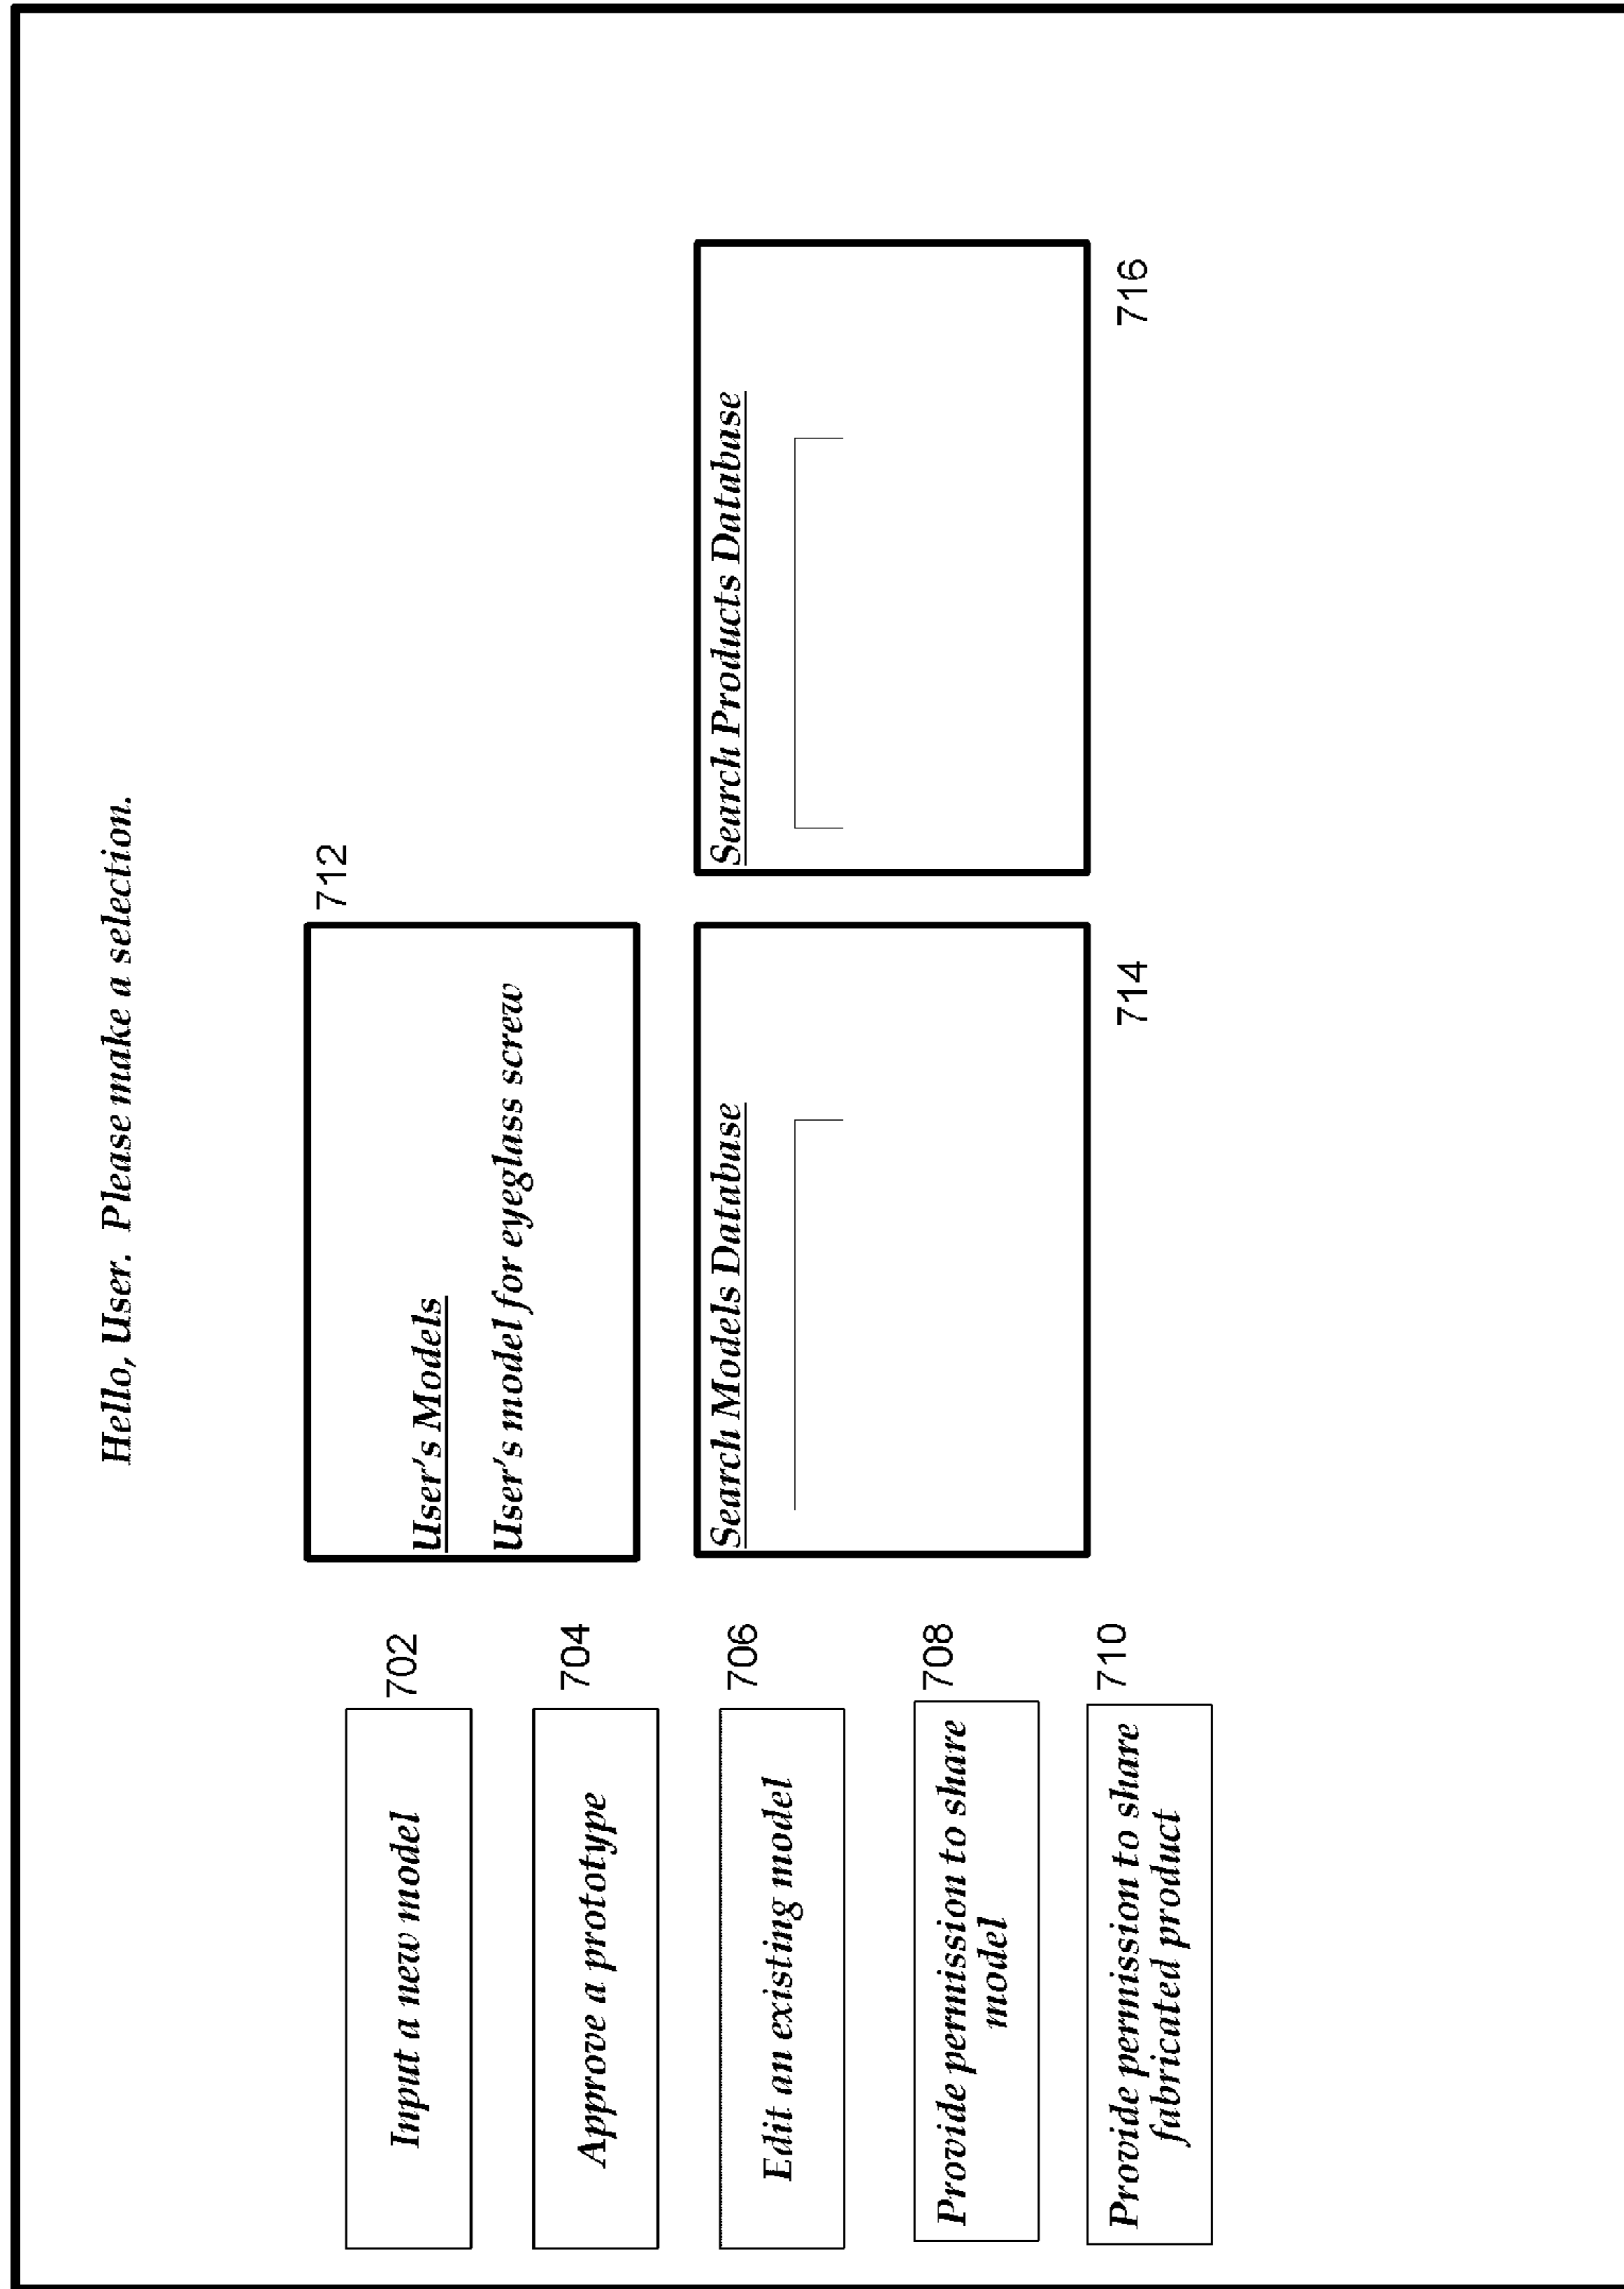 Hello, User.  Please make a selection.
712
User's Models
User's model for eyeglass screw
Input a new model
702
Approve a prototype
704
Edit an existing model
706
Provide permission to share
model
708
Provide permission to share
fabricated product
710
Search Models Database
714
Search Products Database
716